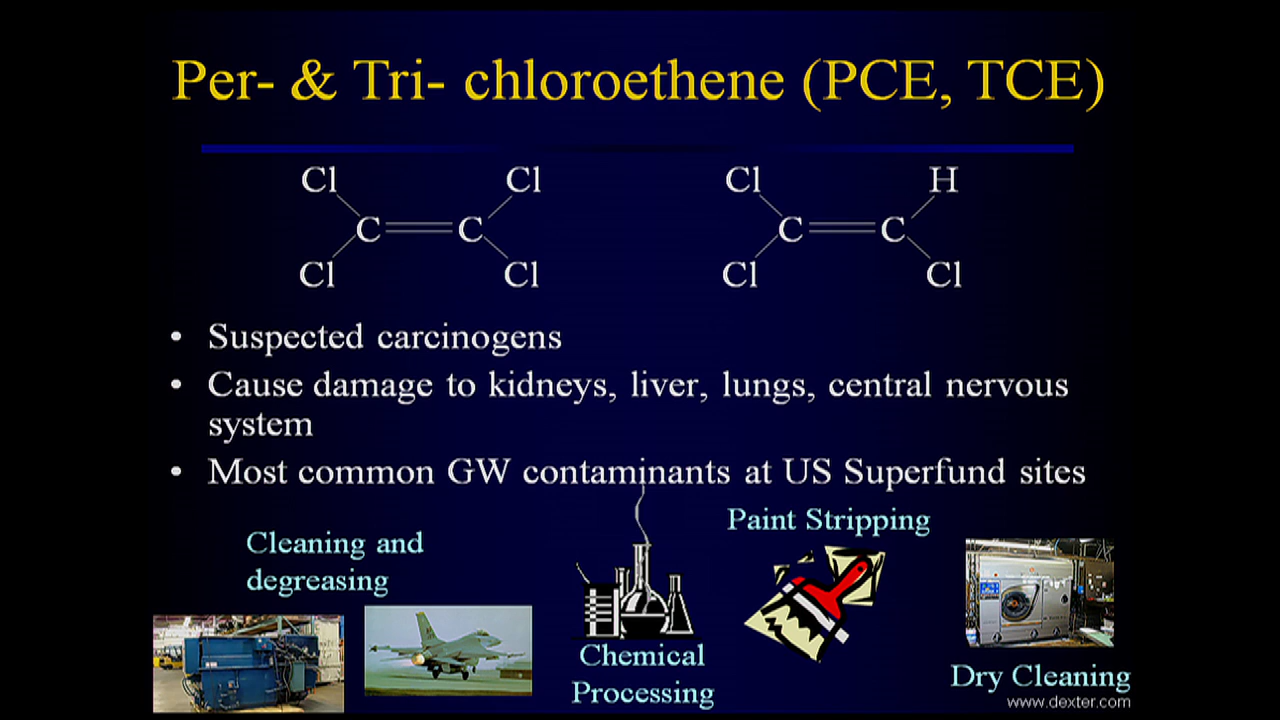 Per- & Tri- chloroethene (PCE, TCE)
Cl Cl Cl H
C C C C
Cl Cl Cl Cl
• Suspected carcinogens
• Cause damage to kidneys, liver, lungs, central nervous
system
• Most common GW contaminants at US Superfund sites
Cleaning and
degreasing
Chemical
Processing
Paint Stripping
Dry Cleaning
www.dexter.com